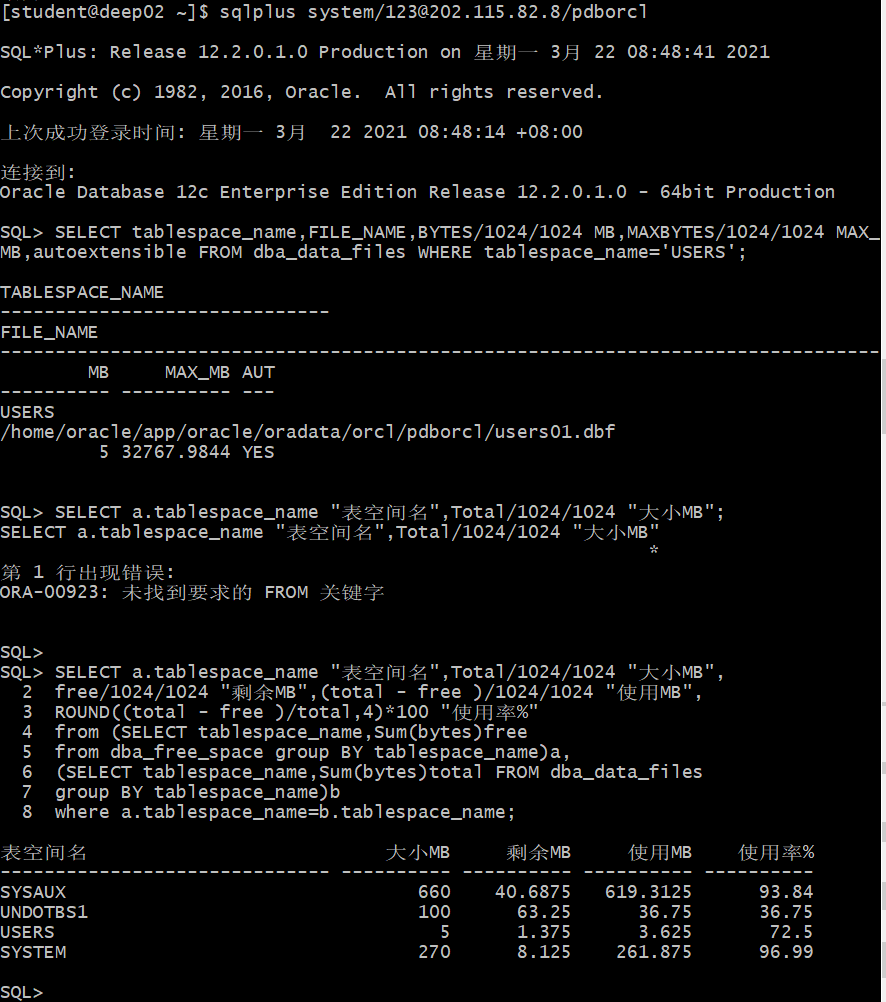 [student@deep02 ~]$ sqlplus system/123@202.115.82.8/pdborcl
SQL*Plus: Release 12.2.0.1.0 Production on 星期一 3月 22 08:48:41 2021
Copyright (c) 1982, 2016, Oracle.  All rights reserved.
上次成功登录时间: 星期一 3月  22 2021 08:48:14 +08:00
连接到:
Oracle Database 12c Enterprise Edition Release 12.2.0.1.0 - 64bit Production
SQL> SELECT tablespace_name,FILE_NAME,BYTES/1024/1024 MB,MAXBYTES/1024/1024 MAX_
MB,autoextensible FROM dba_data_files WHERE tablespace_name='USERS';
TABLESPACE_NAME
------------------------------
FILE_NAME
--------------------------------------------------------------------------------
        MB     MAX_MB AUT
---------- ---------- ---
USERS
/home/oracle/app/oracle/oradata/orcl/pdborcl/users01.dbf
         5 32767.9844 YES
SQL> SELECT a.tablespace_name "表空间名",Total/1024/1024 "大小MB";
SELECT a.tablespace_name "表空间名",Total/1024/1024 "大小MB"
                                                           *
第 1 行出现错误:
ORA-00923: 未找到要求的 FROM 关键字
SQL>
SQL> SELECT a.tablespace_name "表空间名",Total/1024/1024 "大小MB",
  2  free/1024/1024 "剩余MB",(total - free )/1024/1024 "使用MB",
  3  ROUND((total - free )/total,4)*100 "使用率%"
  4  from (SELECT tablespace_name,Sum(bytes)free
  5  from dba_free_space group BY tablespace_name)a,
  6  (SELECT tablespace_name,Sum(bytes)total FROM dba_data_files
  7  group BY tablespace_name)b
  8  where a.tablespace_name=b.tablespace_name;
表空间名                           大小MB     剩余MB     使用MB    使用率%
------------------------------ ---------- ---------- ---------- ----------
SYSAUX                                660    40.6875   619.3125      93.84
UNDOTBS1                              100      63.25      36.75      36.75
USERS                                   5      1.375      3.625       72.5
SYSTEM                                270      8.125    261.875      96.99
SQL>